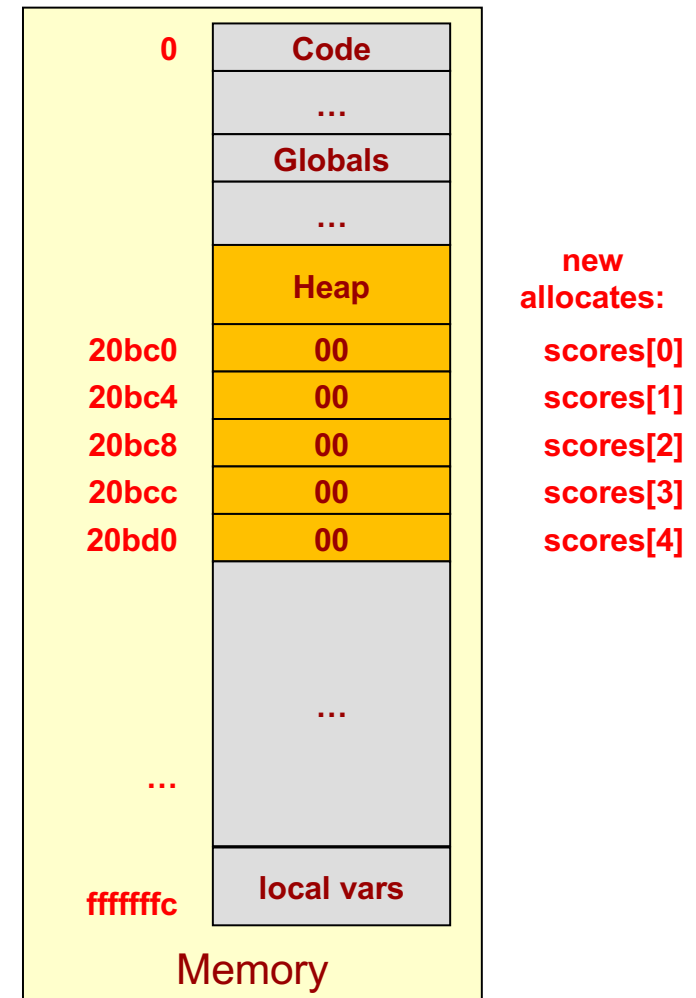 0 Code
…
Globals
…
Heap
new
allocates:
20bc0 00 scores[0]
20bc4 00 scores[1]
20bc8 00 scores[2]
20bcc 00 scores[3]
20bd0 00 scores[4]
…
…
fffffffc local vars
Memory